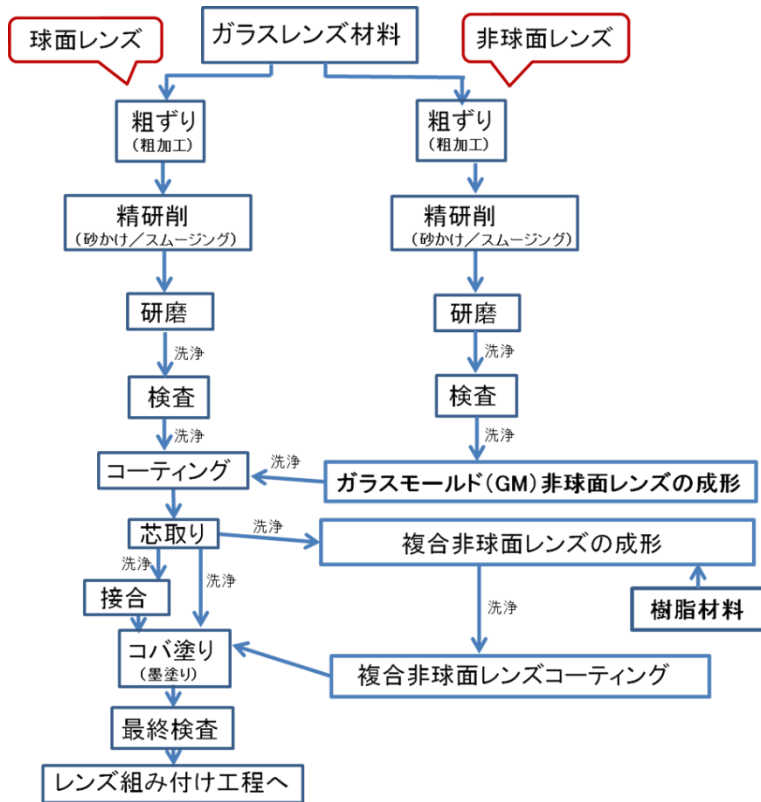 球面レンズ
ガラスレンズ材料
非球面レンズ
粗ずり
(粗加工)
粗ずり
(粗加工)
精研削
(砂かけ/スムージング)
精研削
(砂かけ/スムージング)
研磨
研磨
洗浄
洗浄
検査
検査
洗浄
洗浄
コーティング
洗浄
ガラスモールド(GM)非球面レンズの成形
芯取り
洗浄
複合非球面レンズの成形
洗浄
洗浄
接合
洗浄
樹脂材料
コバ塗り
(墨塗り)
複合非球面レンズコーティング
最終検査
レンズ組み付け工程へ